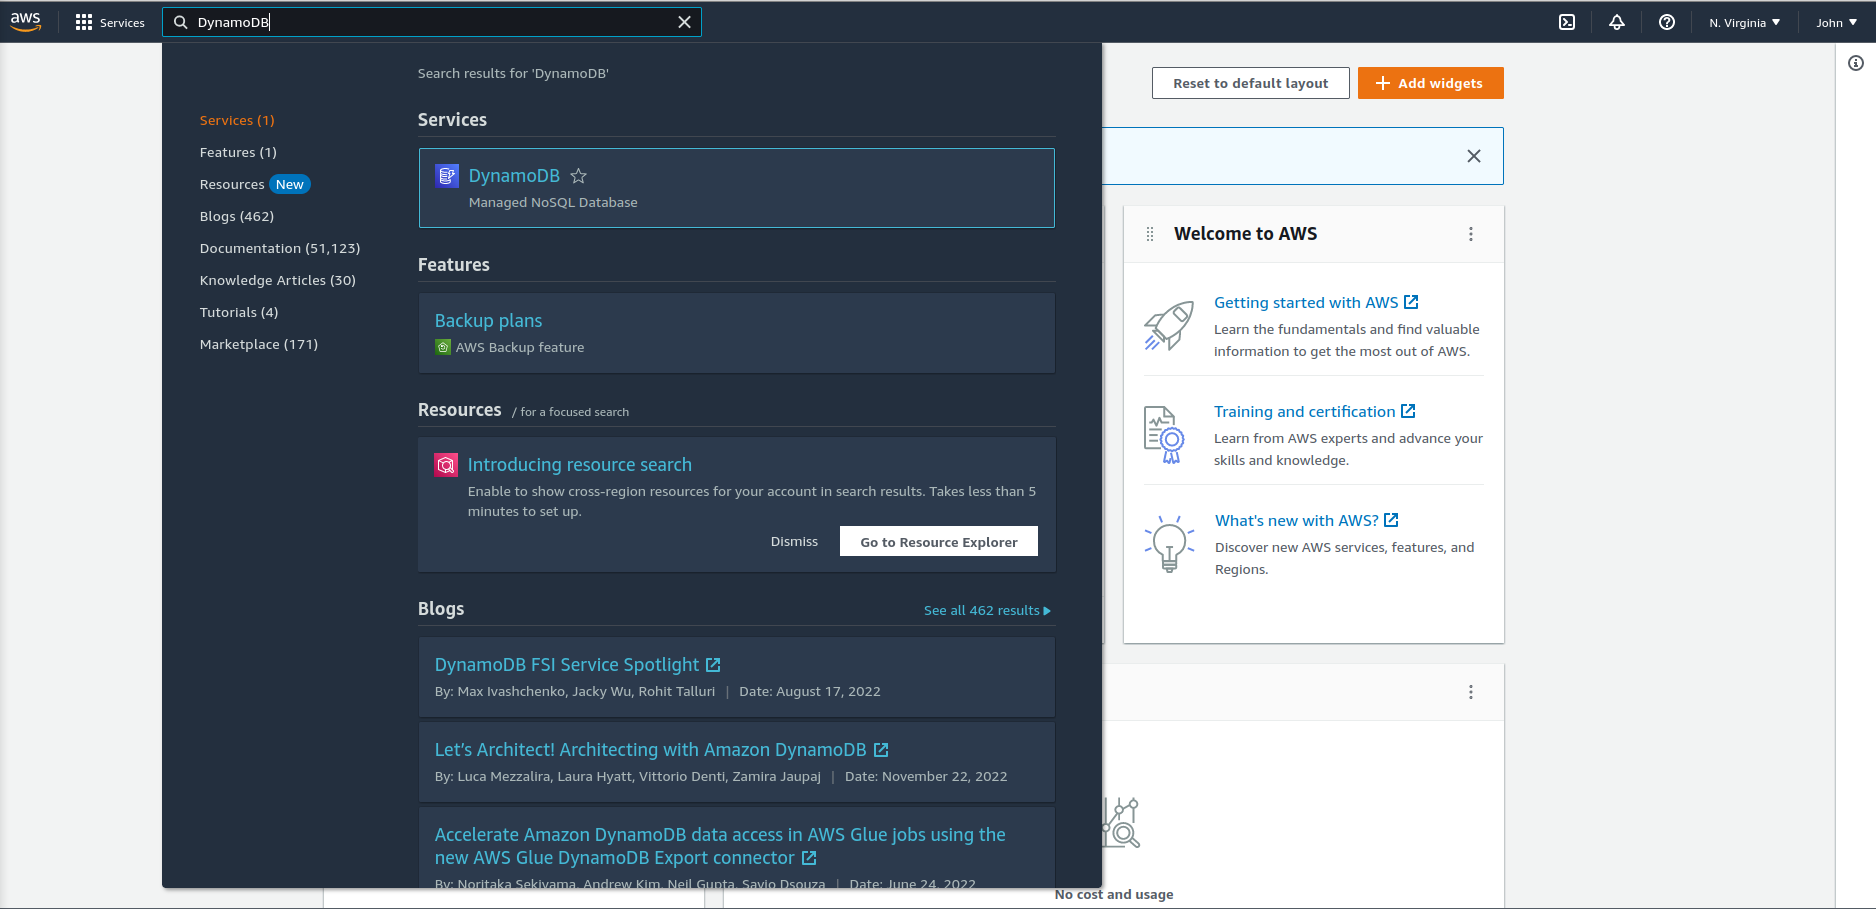 aws
Services
DynamoDB
N. Virginia
John
Search results for 'DynamoDB'
Services (1)
Features (1)
Resources New
Blogs (462)
Documentation (51,123)
Knowledge Articles (30)
Tutorials (4)
Marketplace (171)
Services
DynamoDB
Managed NoSQL Database
Features
Backup plans
AWS Backup feature
Resources / for a focused search
Introducing resource search
Enable to show cross-region resources for your account in search results. Takes less than 5
minutes to set up.
Dismiss
Go to Resource Explorer
Blogs
See all 462 results
DynamoDB FSI Service Spotlight
By: Max Ivashchenko, Jacky Wu, Rohit Talluri | Date: August 17, 2022
Let's Architect! Architecting with Amazon DynamoDB
By: Luca Mezzalira, Laura Hyatt, Vittorio Denti, Zamira Jaupaj | Date: November 22, 2022
Accelerate Amazon DynamoDB data access in AWS Glue jobs using the
new AWS Glue DynamoDB Export connector
By: Noritaka Sekiyama, Andrew Kim, Neil Gupta, Savio Dsouza | Date: June 24, 2022
Reset to default layout
Add widgets
Welcome to AWS
Getting started with AWS
Learn the fundamentals and find valuable
information to get the most out of AWS.
Training and certification
Learn from AWS experts and advance your
skills and knowledge.
What's new with AWS?
Discover new AWS services, features, and
Regions.
No cost and usage